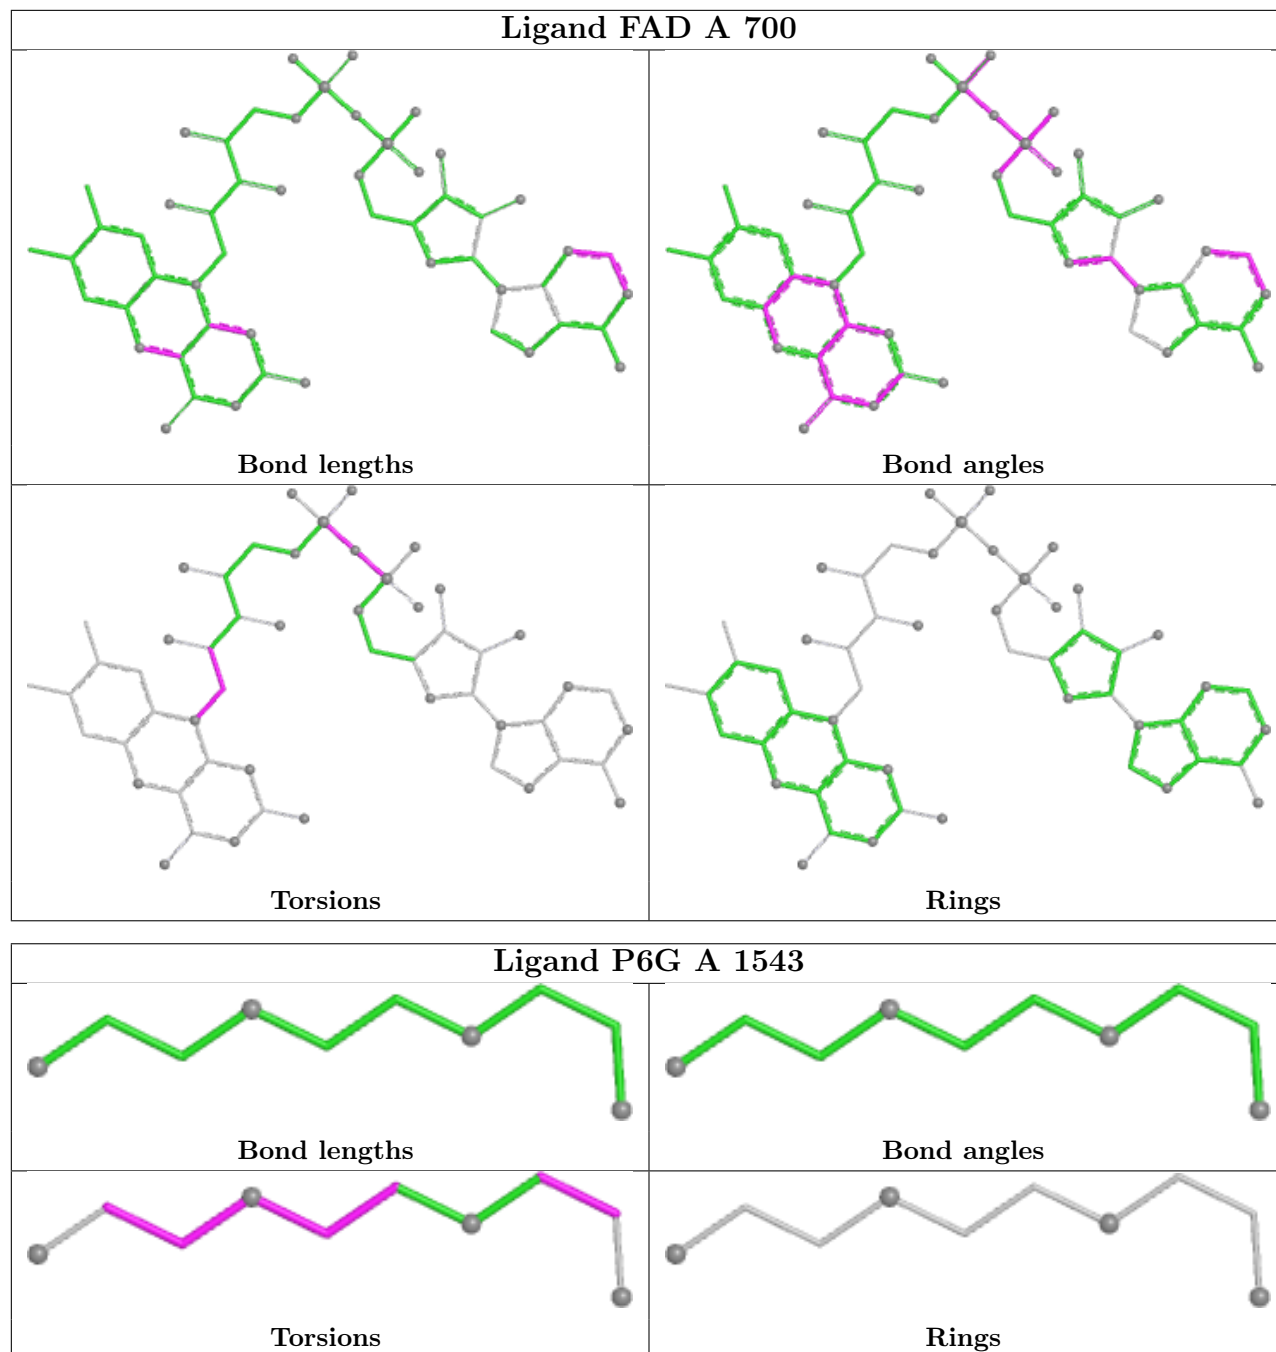 Ligand FAD A 700
Bond lengths
Bond angles
Torsions
Rings
Ligand P6G A 1543
Bond lengths
Bond angles
Torsions
Rings